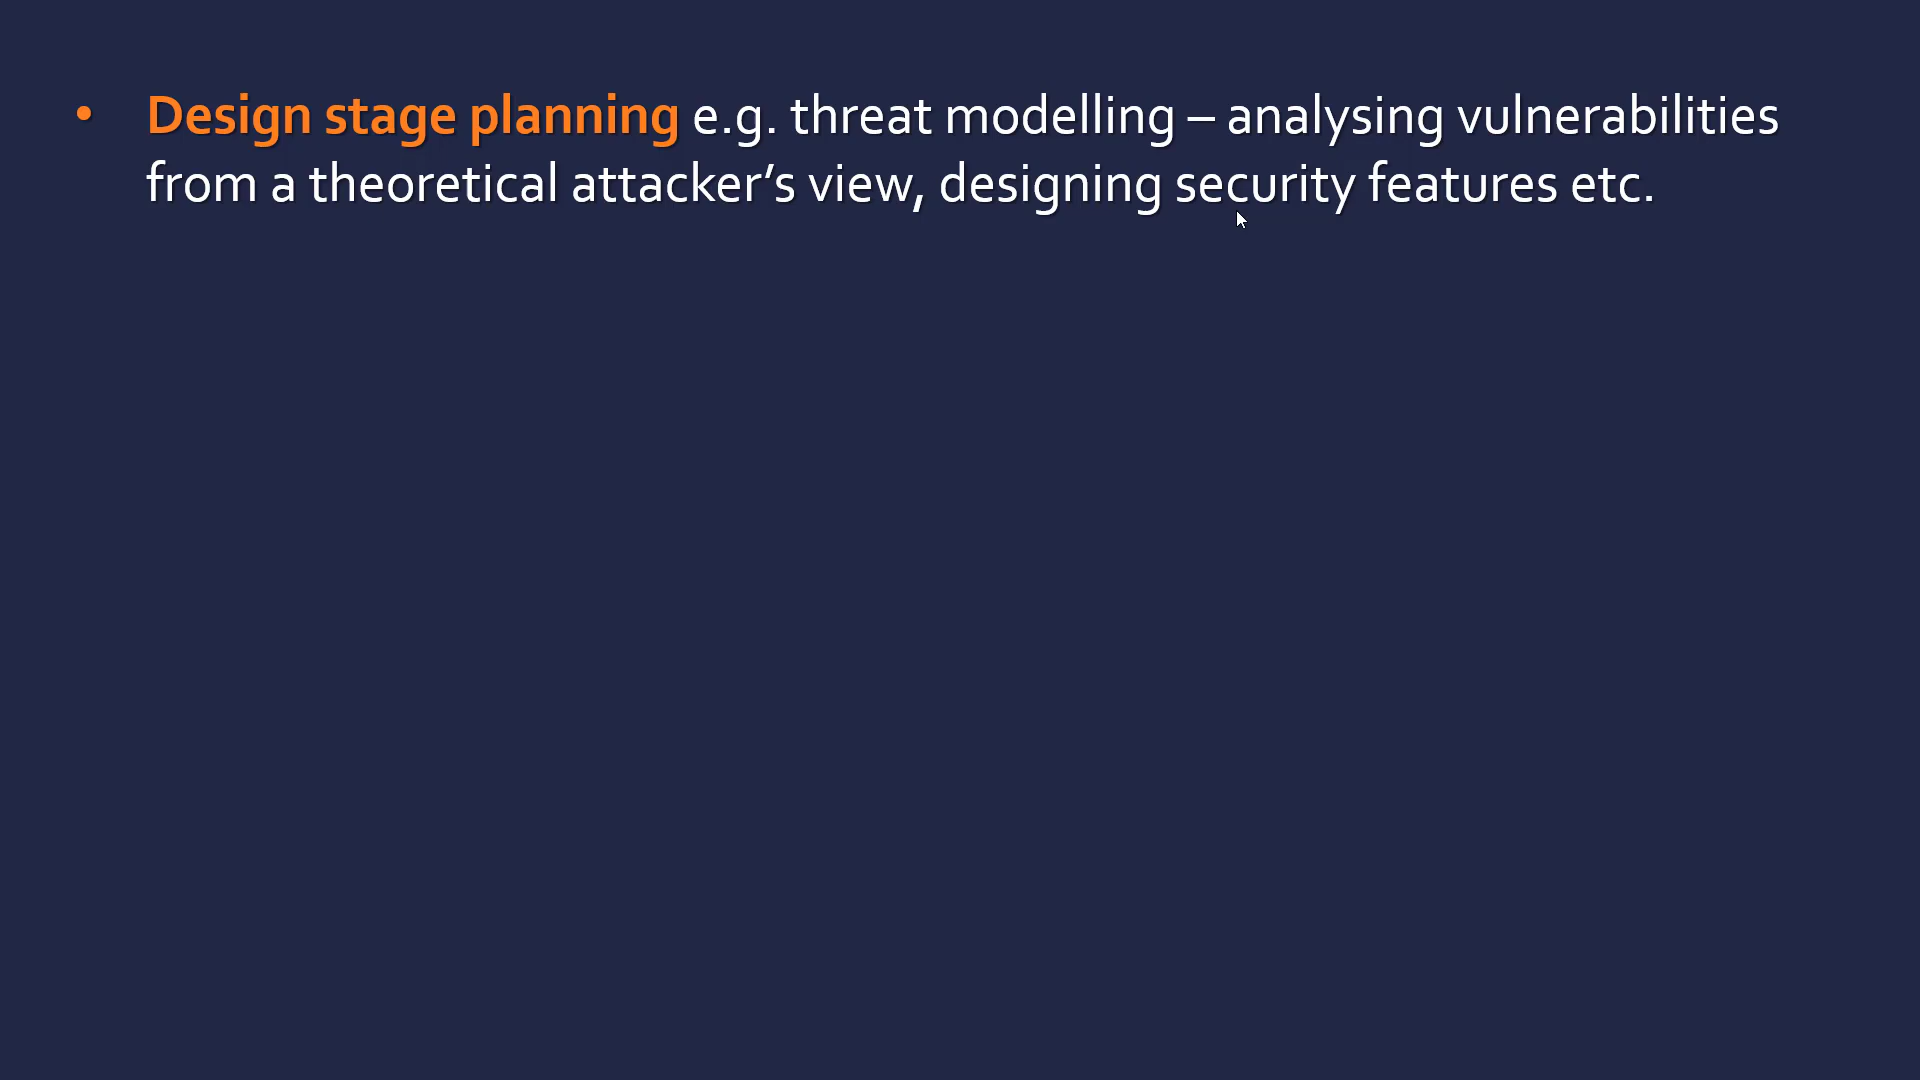 • Design stage planning e.g. threat modelling – analysing vulnerabilities
from a theoretical attacker’s view, designing security features etc.